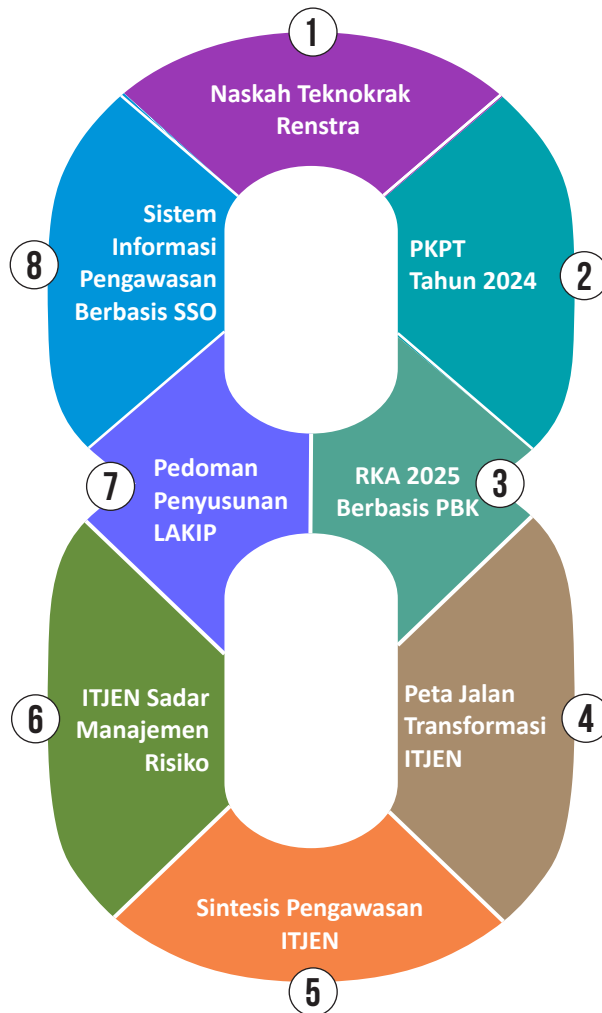 1
Naskah Teknokrak
Renstra
2
PKPT
Tahun 2024
3
RKA 2025
Berbasis PBK
4
Peta Jalan
Transformasi
ITJEN
5
Sintesis Pengawasan
ITJEN
6
ITJEN Sadar
Manajemen
Risiko
7
Pedoman
Penyusunan
LAKIP
8
Sistem
Informasi
Pengawasan
Berbasis SSO